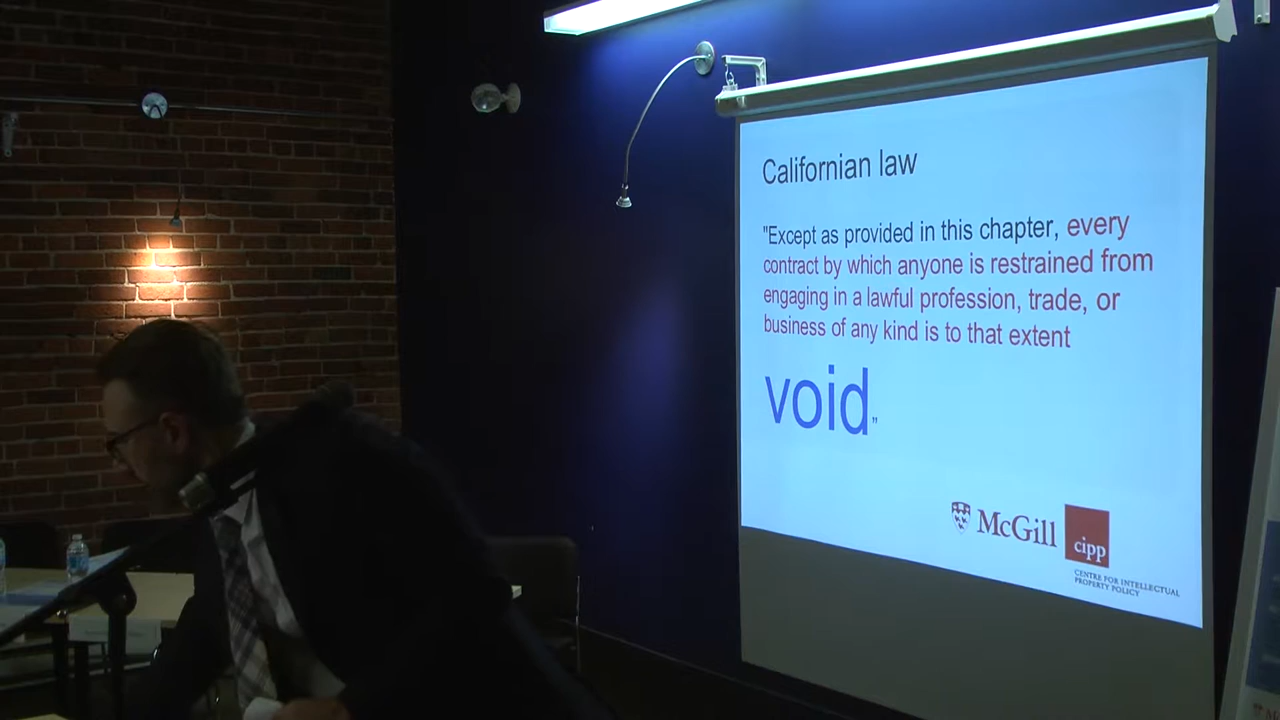 Californian law
"Except as provided in this chapter, every
contract by which anyone is restrained from
engaging in a lawful profession, trade, or
business of any kind is to that extent
void"
McGill
cipp
CENTRE FOR INTELLECTUAL
PROPERTY POLICY